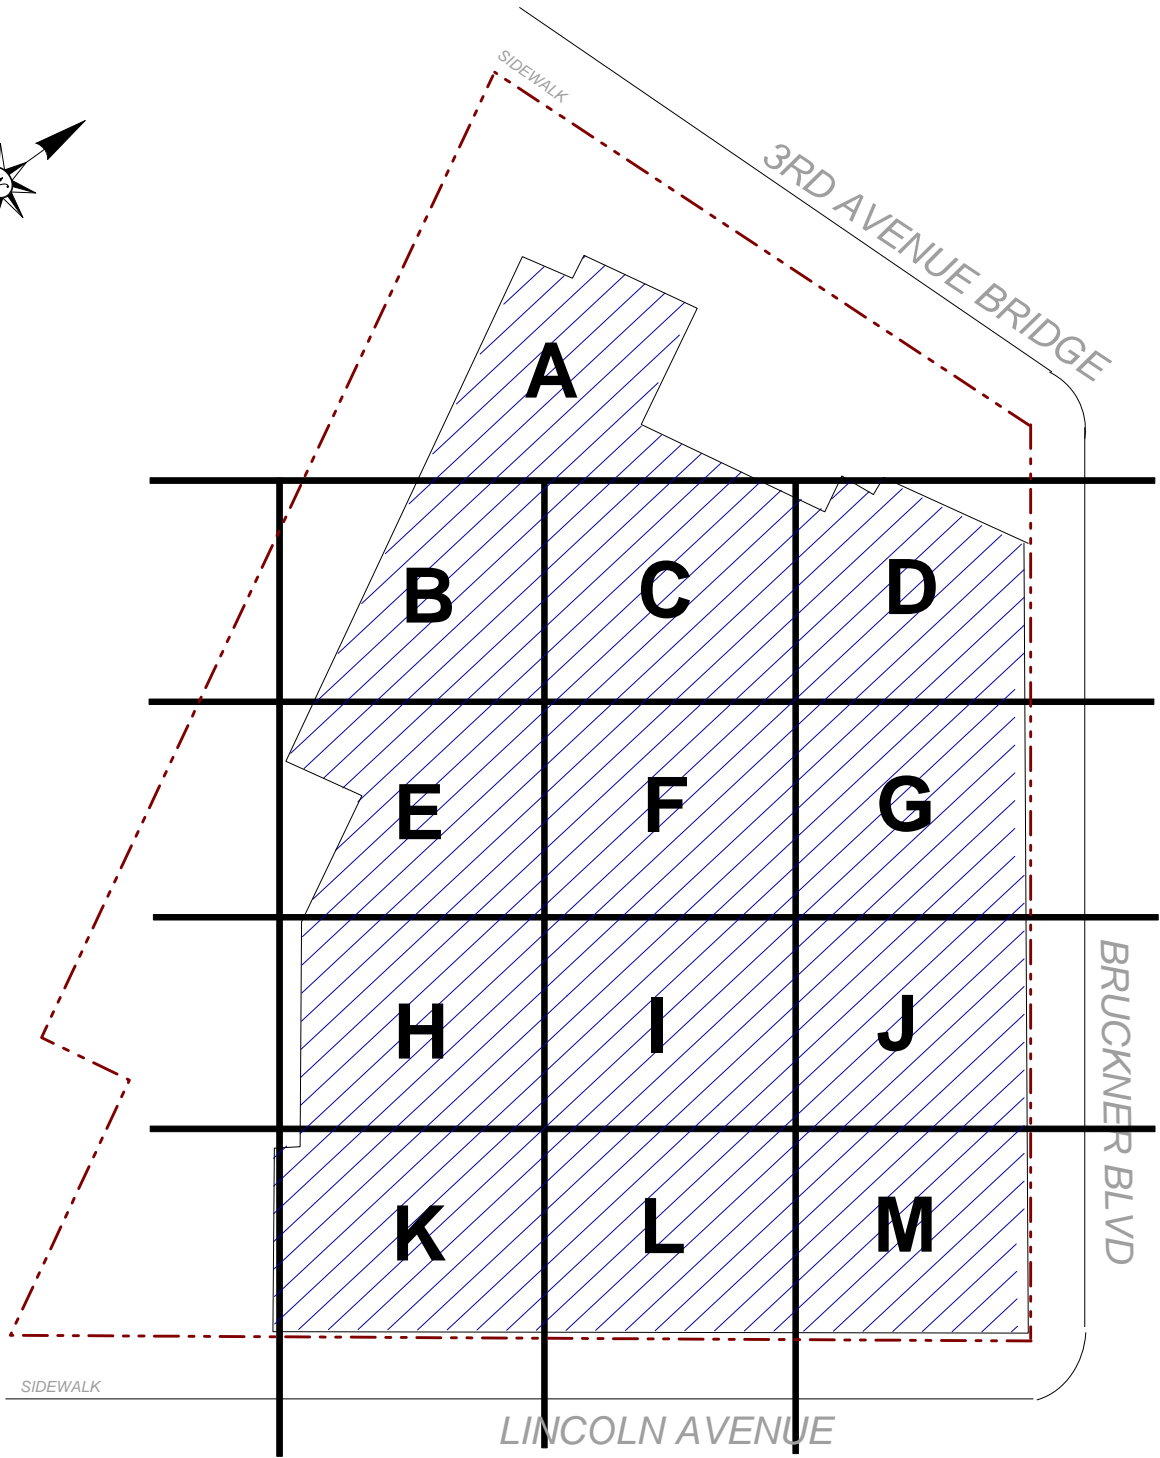 SIDEWALK
3RD AVENUE BRIDGE
A
B
C
D
E
F
G
H
I
J
K
L
M
BRUCKNER BLVD
SIDEWALK
LINCOLN AVENUE